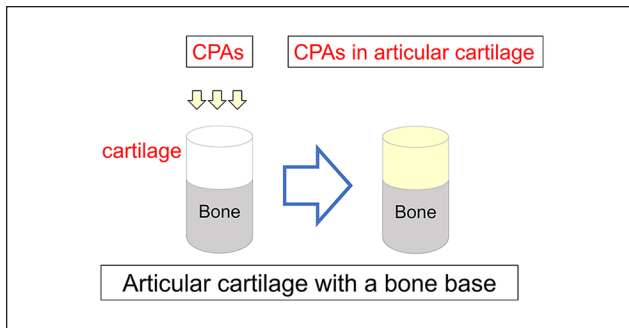 CPAs
CPAs in articular cartilage
cartilage
Bone
Bone
Articular cartilage with a bone base